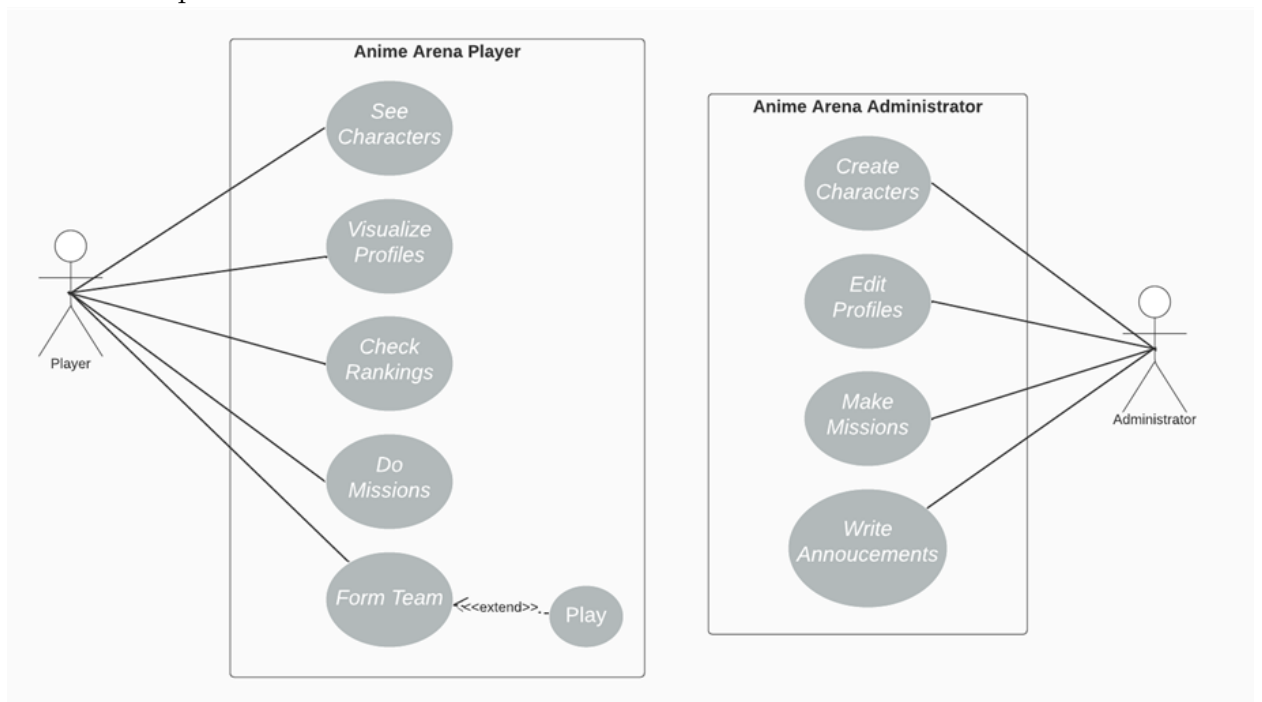 Anime Arena Player
See
Characters
Visualize
Profiles
Check
Rankings
Do
Missions
Form Team
<<extend>>
Play
Player
Anime Arena Administrator
Create
Characters
Edit
Profiles
Make
Missions
Write
Annoucements
Administrator